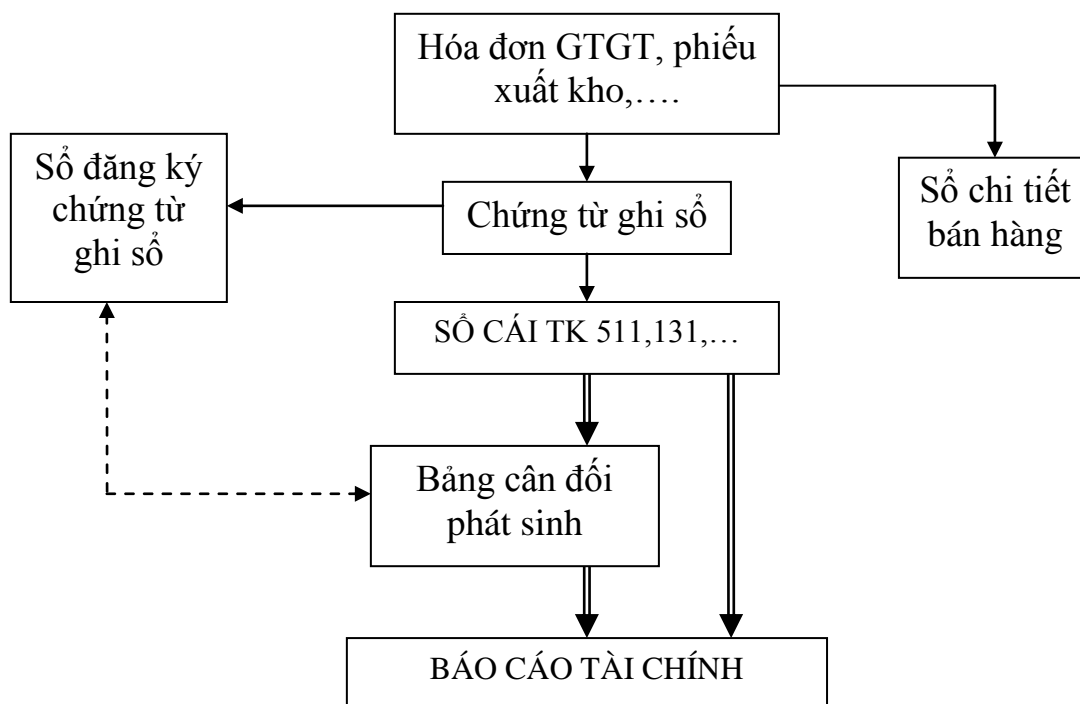 Hóa đơn GTGT, phiếu
xuất kho,….
Sổ đăng ký
chứng từ
ghi sổ
Chứng từ ghi sổ
Sổ chi tiết
bán hàng
SỔ CÁI TK 511,131,…
Bảng cân đối
phát sinh
BÁO CÁO TÀI CHÍNH